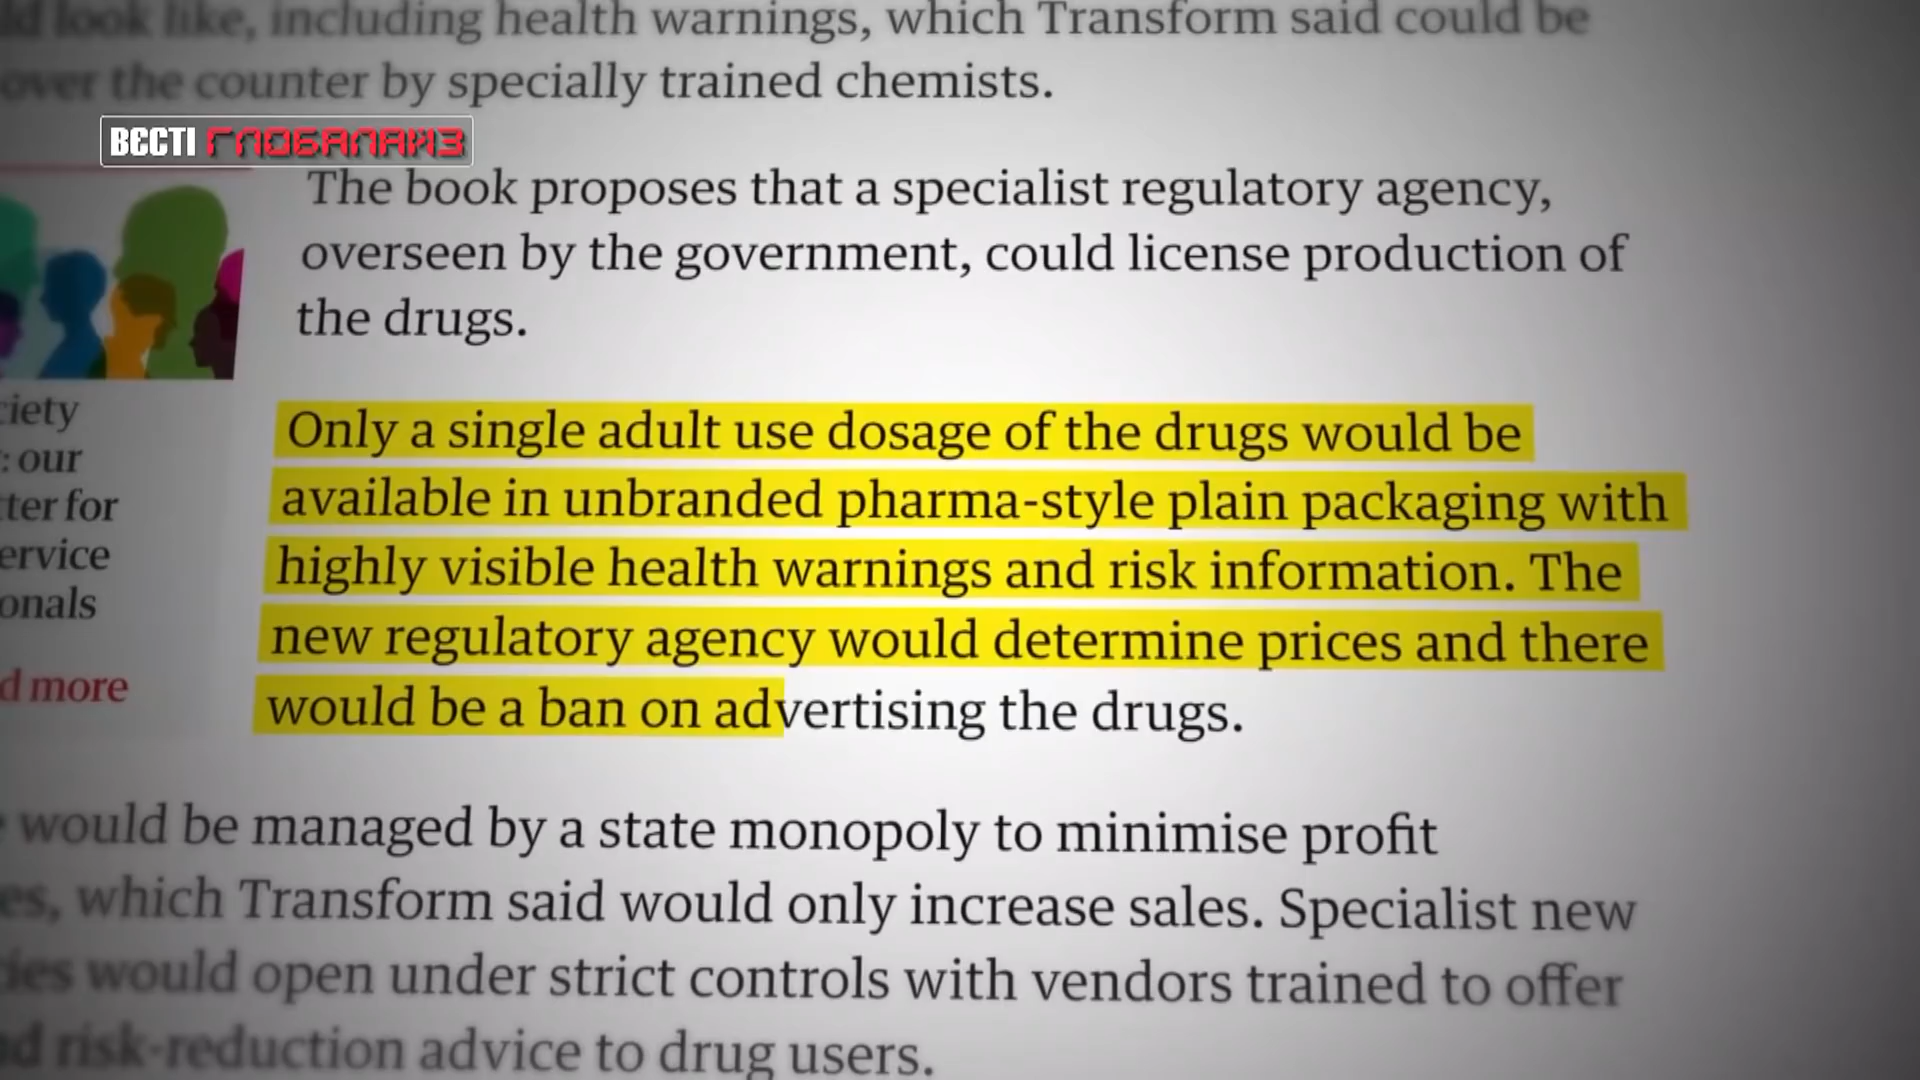 ld look like, including health warnings, which Transform said could be
over the counter by specially trained chemists.
ВЄСТІ ГЛОБАЛАЙЗ
The book proposes that a specialist regulatory agency,
overseen by the government, could license production of
the drugs.
Only a single adult use dosage of the drugs would be
available in unbranded pharma-style plain packaging with
highly visible health warnings and risk information. The
new regulatory agency would determine prices and there
would be a ban on advertising the drugs.
ciety
: our
tter for
ervice
onals
d more
would be managed by a state monopoly to minimise profit
es, which Transform said would only increase sales. Specialist new
ies would open under strict controls with vendors trained to offer
d risk-reduction advice to drug users.